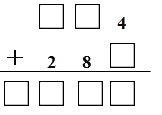 □ □ 4
+ 2 8 □
□ □ □ □